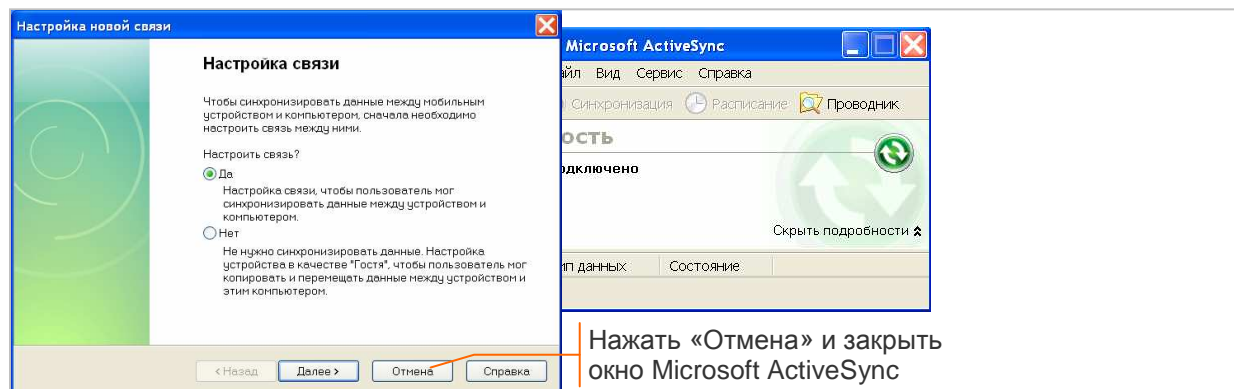 Настройка новой связи
Настройка связи
Чтобы синхронизировать данные между мобильным
устройством и компьютером, сначала необходимо
настроить связь между ними.
Настроить связь?
Да
Настройка связи, чтобы пользователь мог
синхронизировать данные между устройством и
компьютером.
Нет
Не нужно синхронизировать данные. Настройка
устройства в качестве "Гостя", чтобы пользователь мог
копировать и перемещать данные между устройством и
этим компьютером.
< Назад Далее > Отмена Справка
Microsoft ActiveSync
айл Вид Сервис Справка
Синхронизация Расписание Проводник
ость
одключено
Скрыть подробности
ип данных Состояние
Нажать «Отмена» и закрыть
окно Microsoft ActiveSync